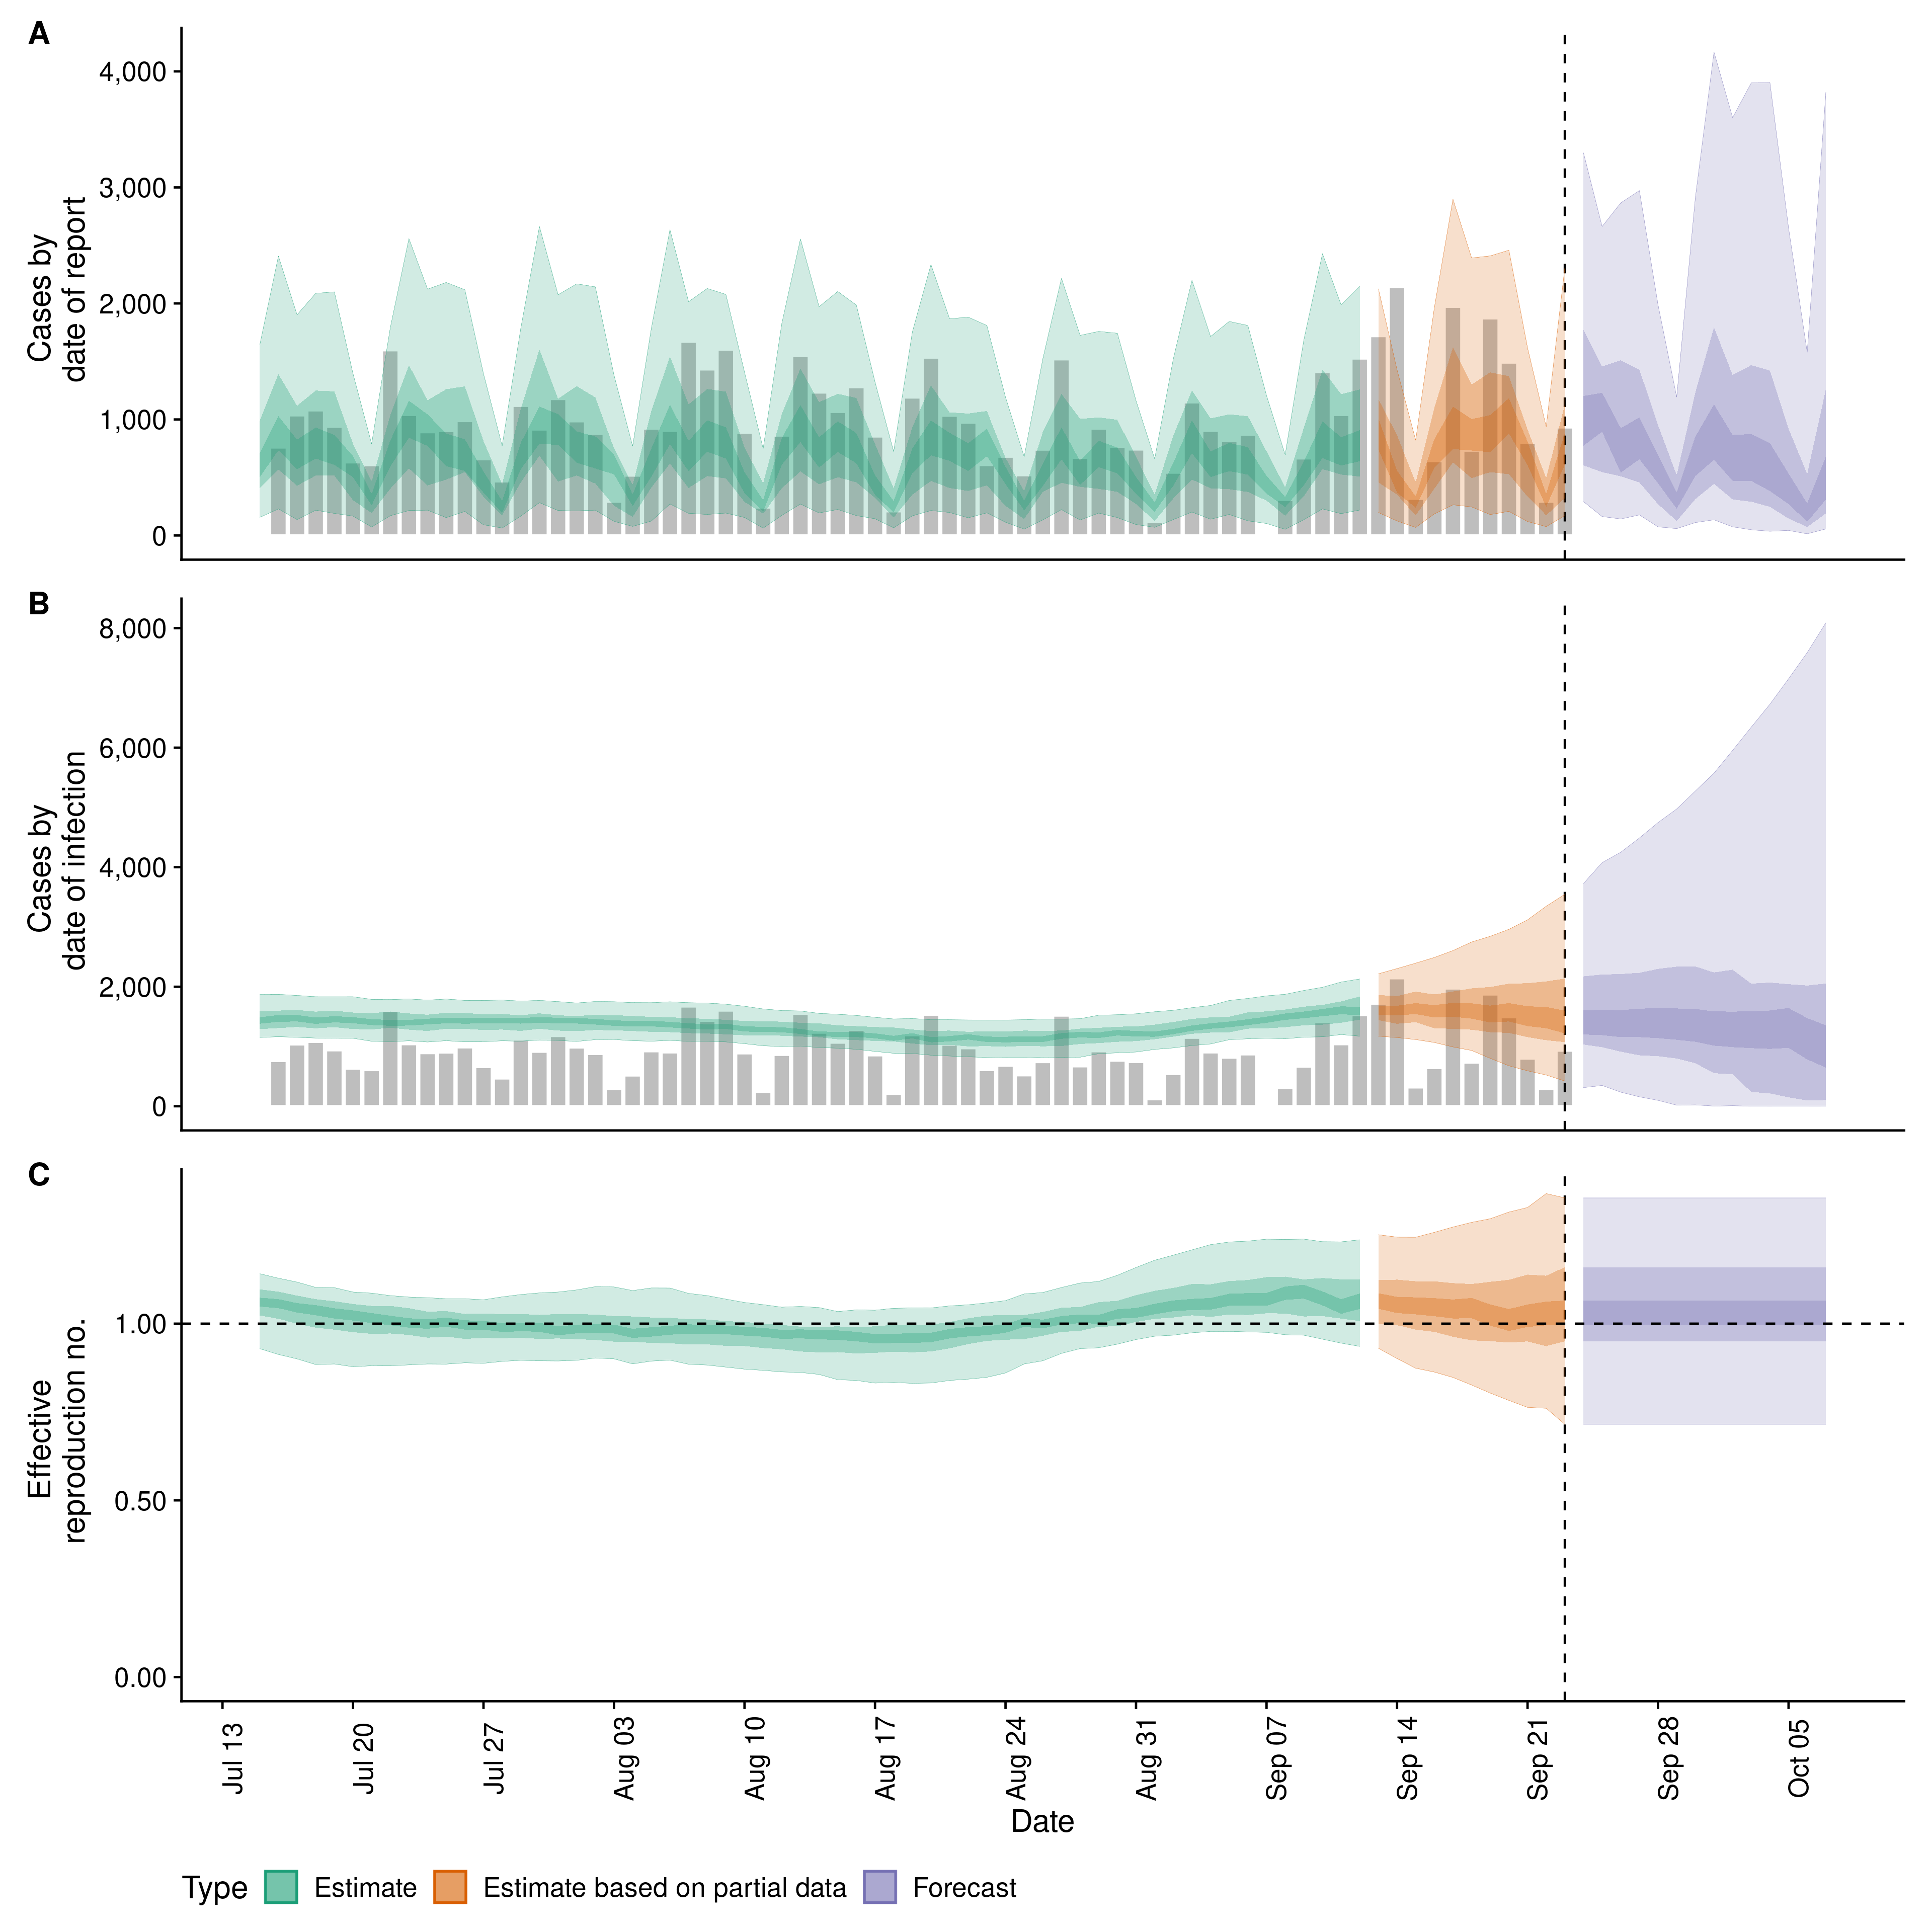 A
Cases by
date of report
4,000
3,000
2,000
1,000
0
B
Cases by
date of infection
8,000
6,000
4,000
2,000
0
C
Effective
reproduction no.
1.00
0.50
0.00
Jul 13
Jul 20
Jul 27
Aug 03
Aug 10
Aug 17
Aug 24
Aug 31
Sep 07
Sep 14
Sep 21
Sep 28
Oct 05
Date
Type Estimate Estimate based on partial data Forecast